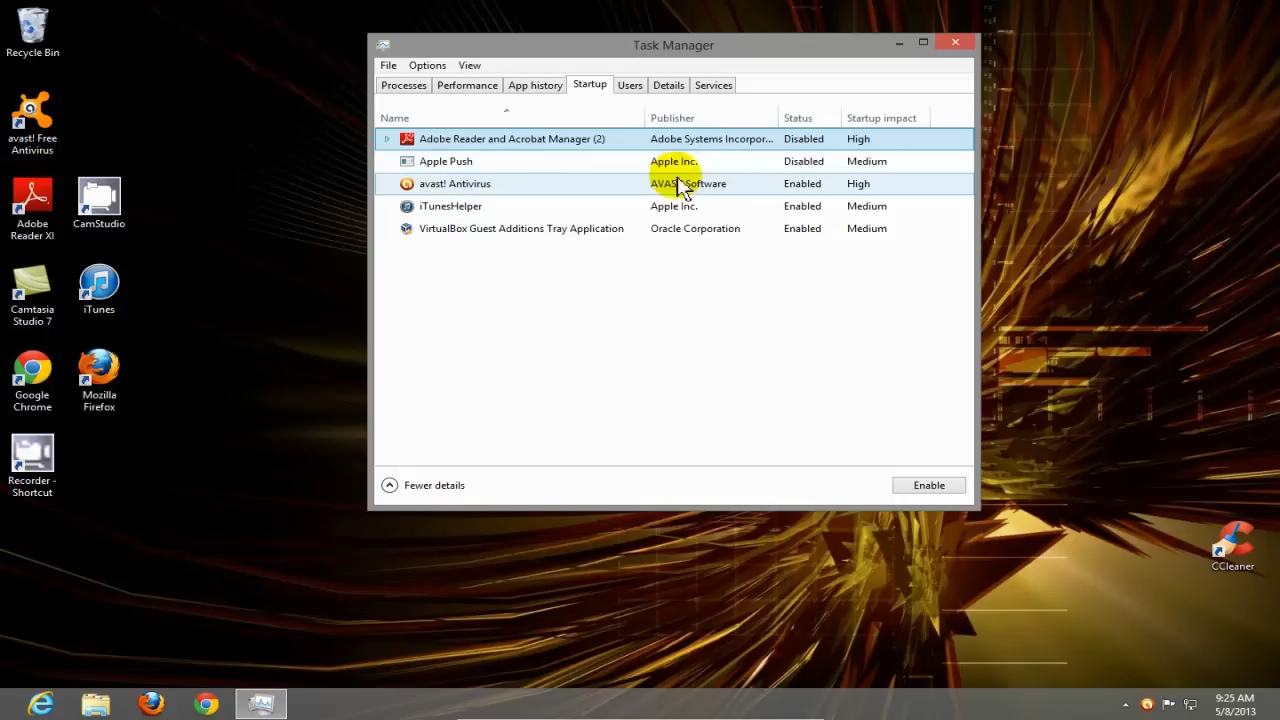 Recycle Bin
avast! Free
Antivirus
Adobe
Reader XI
CamStudio
Camtasia
Studio 7
iTunes
Google
Chrome
Mozilla
Firefox
Recorder -
Shortcut
Task Manager
File Options View
Processes Performance App history Startup Users Details Services
Name Publisher Status Startup impact
Adobe Reader and Acrobat Manager (2) Adobe Systems Incorpor... Disabled High
Apple Push Apple Inc. Disabled Medium
avast! Antivirus Software Enabled High
iTunesHelper Apple Inc. Enabled Medium
VirtualBox Guest Additions Tray Application Oracle Corporation Enabled Medium
Fewer details Enable
CCleaner
9:25 AM
5/8/2013